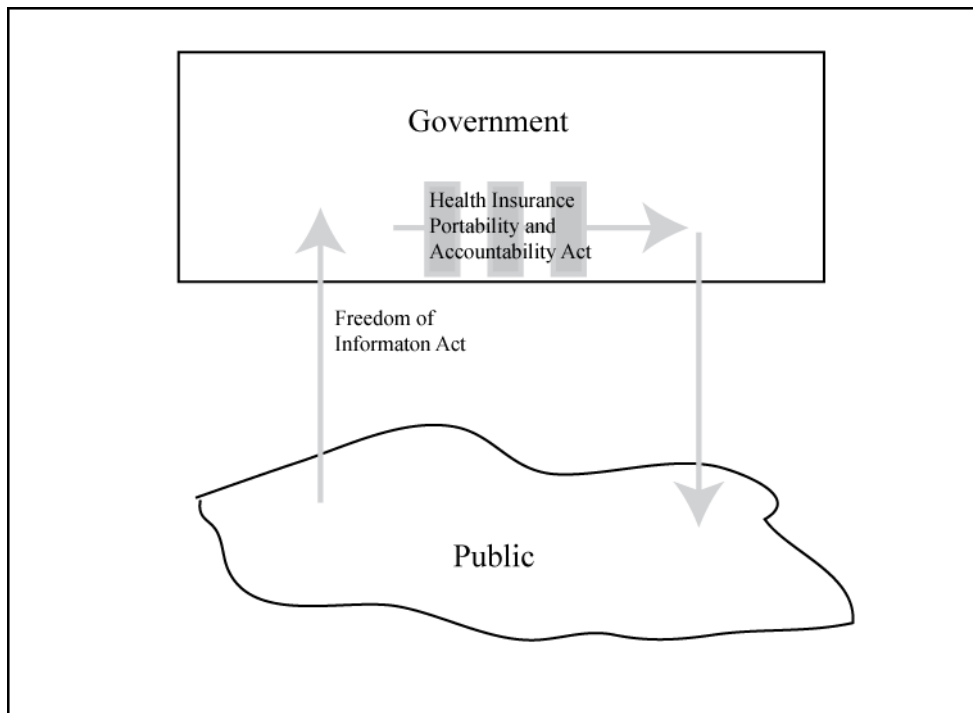 Government
Health Insurance
Portability and
Accountability Act
Freedom of
Informaton Act
Public